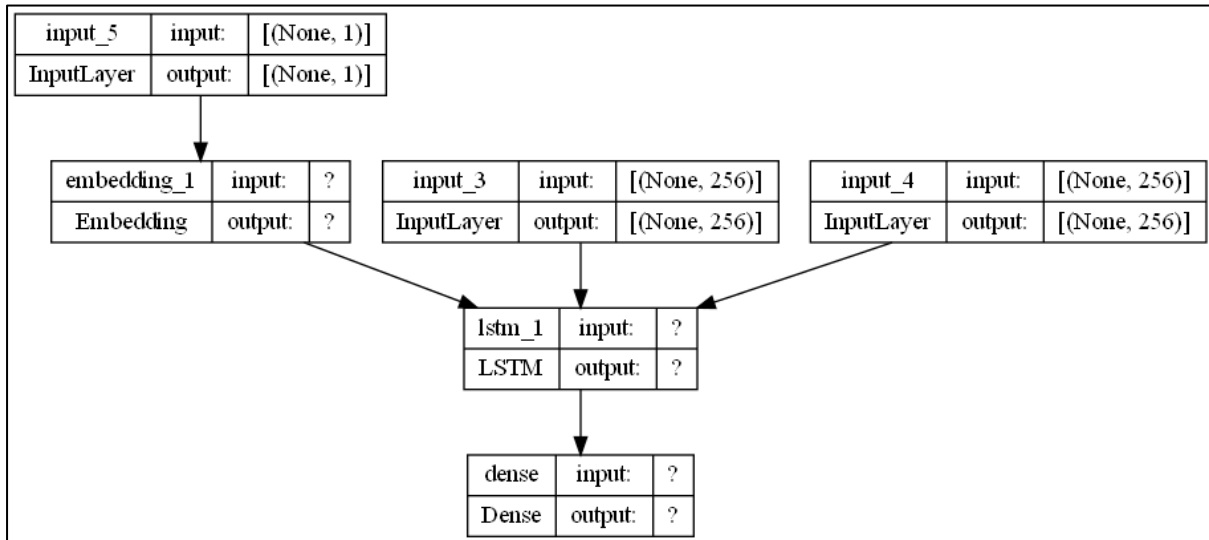 input_5 input: [(None, 1)]
InputLayer output: [(None, 1)]
embedding_1 input: ?
Embedding output: ?
input_3 input: [(None, 256)]
InputLayer output: [(None, 256)]
input_4 input: [(None, 256)]
InputLayer output: [(None, 256)]
lstm_1 input: ?
LSTM output: ?
dense input: ?
Dense output: ?